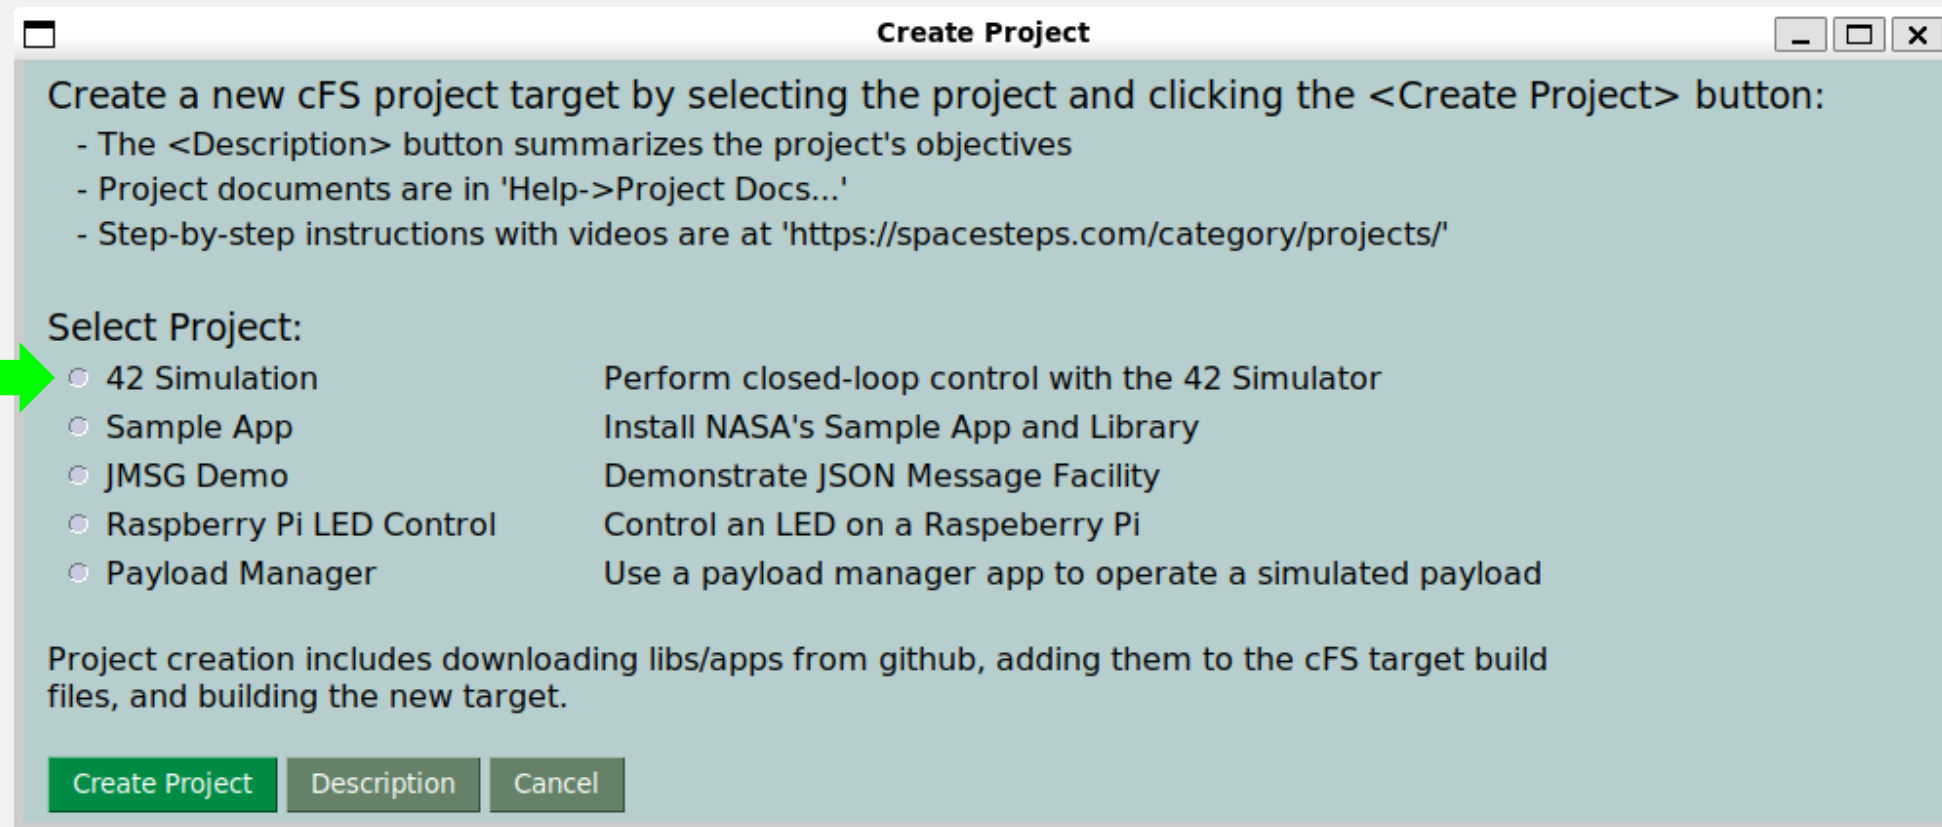 Create Project
Create a new cFS project target by selecting the project and clicking the <Create Project> button:
- The <Description> button summarizes the project's objectives
- Project documents are in 'Help->Project Docs...'
- Step-by-step instructions with videos are at 'https://spacesteps.com/category/projects/'
Select Project:
42 Simulation Perform closed-loop control with the 42 Simulator
Sample App Install NASA's Sample App and Library
JMSG Demo Demonstrate JSON Message Facility
Raspberry Pi LED Control Control an LED on a Raspeberry Pi
Payload Manager Use a payload manager app to operate a simulated payload
Project creation includes downloading libs/apps from github, adding them to the cFS target build
files, and building the new target.
Create Project Description Cancel